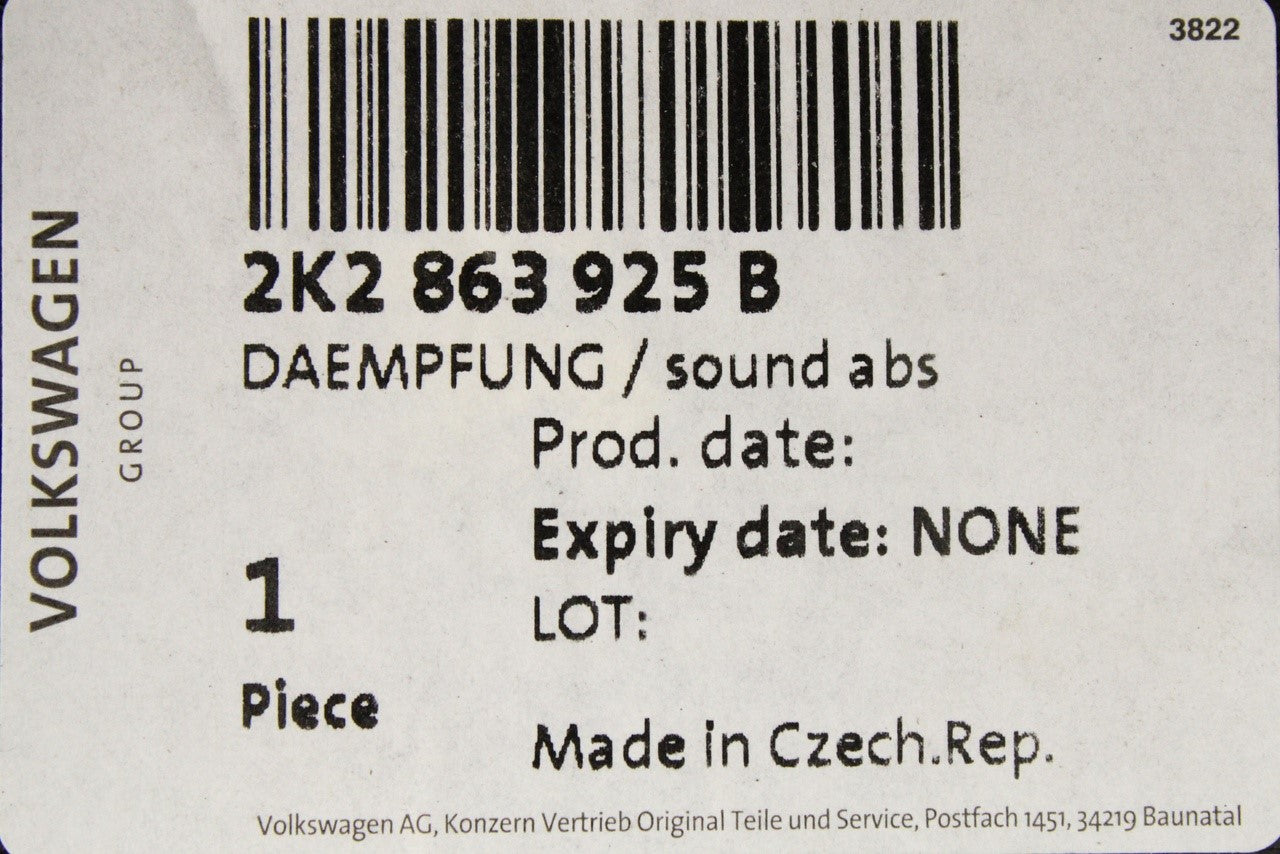 3822
VOLKSWAGEN
GROUP
2K2 863 925 B
DAEMPFUNG / sound abs
Prod. date:
Expiry date: NONE
1
LOT:
Piece
Made in Czech.Rep.
Volkswagen AG, Konzern Vertrieb Original Teile und Service, Postfach 1451, 34219 Baunatal